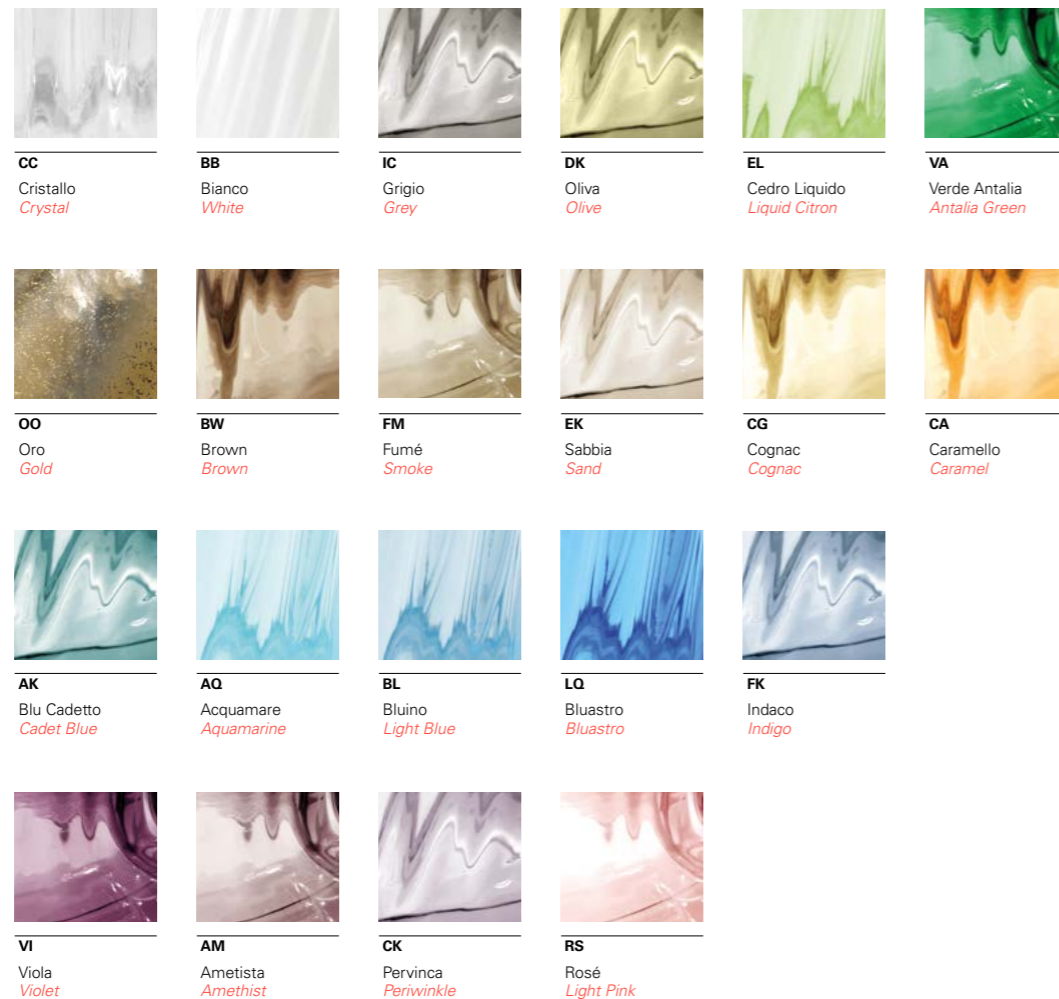 CC
Cristallo
Crystal
BB
Bianco
White
IC
Grigio
Grey
DK
Oliva
Olive
EL
Cedro Liquido
Liquid Citron
VA
Verde Antalia
Antalia Green
OO
Oro
Gold
BW
Brown
Brown
FM
Fumé
Smoke
EK
Sabbia
Sand
CG
Cognac
Cognac
CA
Caramello
Caramel
AK
Blu Cadetto
Cadet Blue
AQ
Acquamare
Aquamarine
BL
Bluino
Light Blue
LQ
Bluastro
Bluastro
FK
Indaco
Indigo
VI
Viola
Violet
AM
Ametista
Amethist
CK
Pervinca
Periwinkle
RS
Rosé
Light Pink